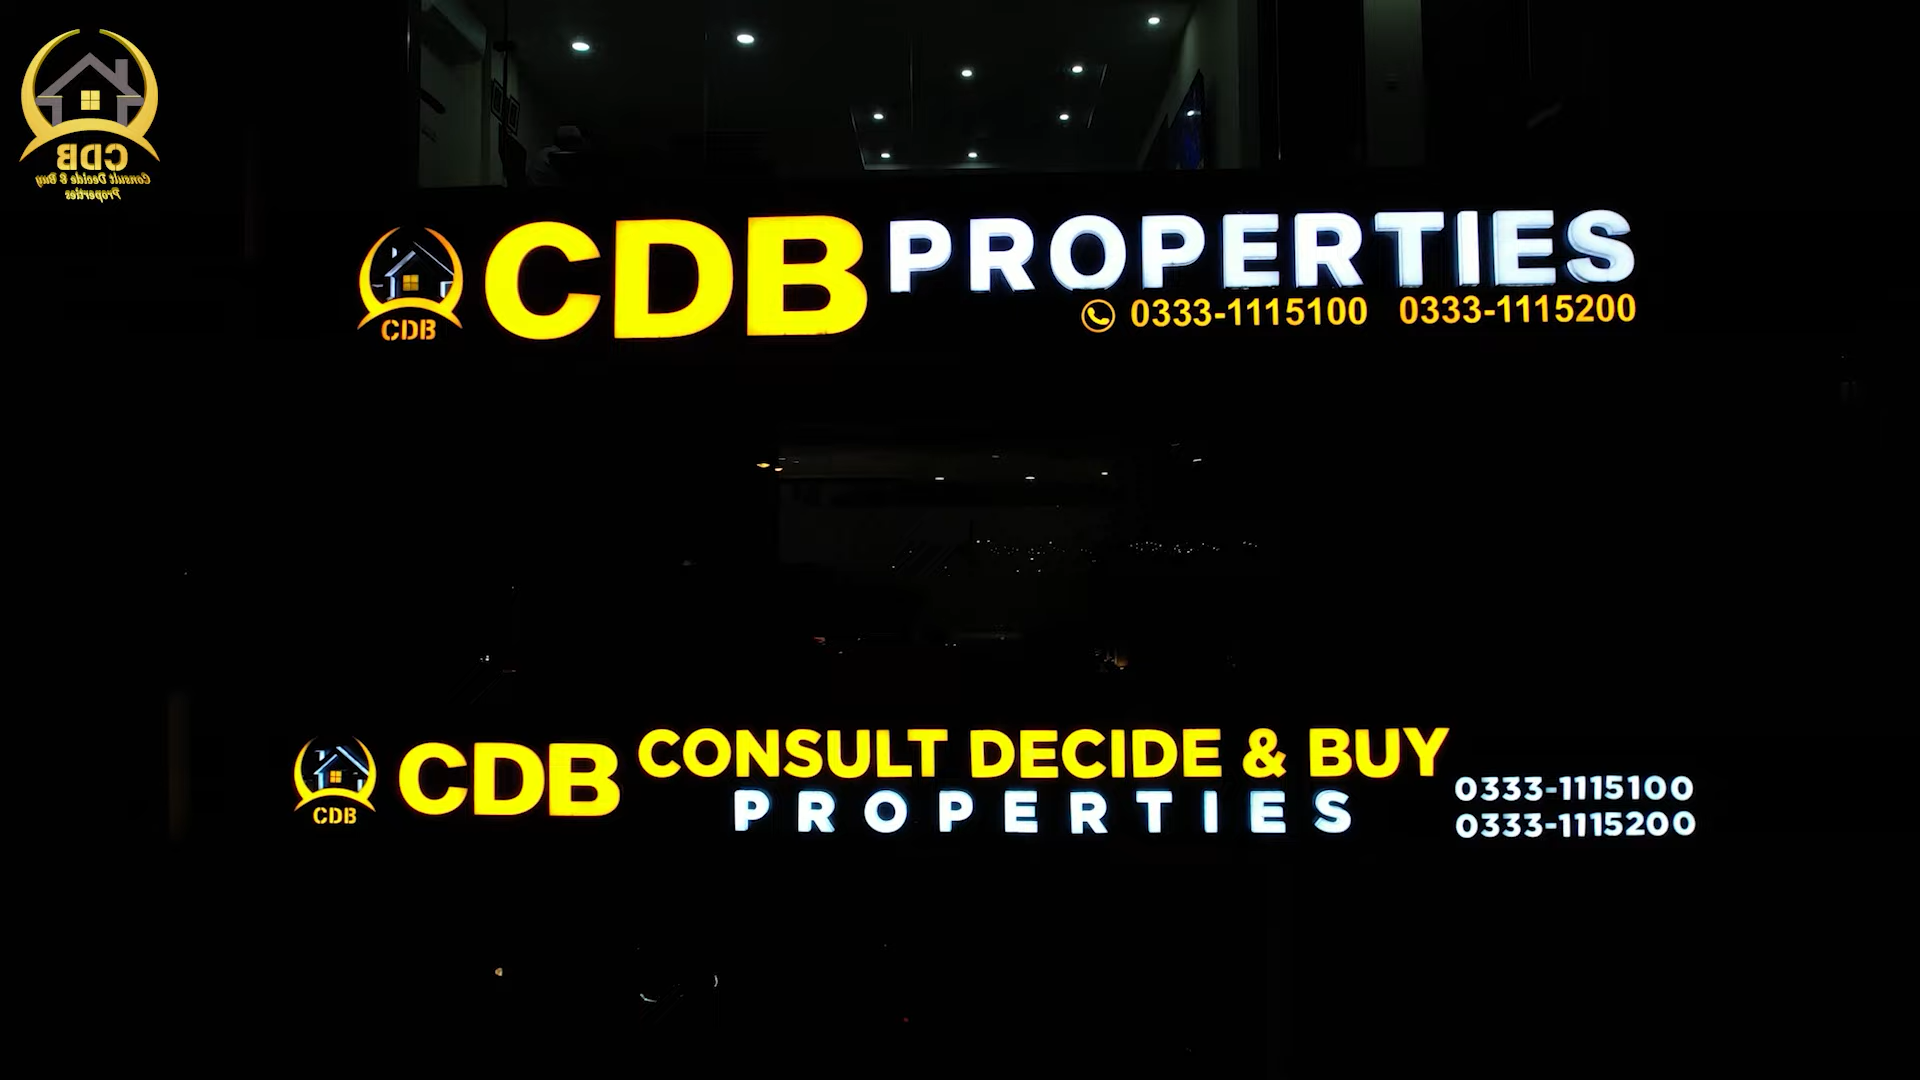 CDB
Consult Decide & Buy
Properties
CDB
CDB PROPERTIES
0333-1115100 0333-1115200
CDB
CDB CONSULT DECIDE & BUY
PROPERTIES
0333-1115100
0333-1115200